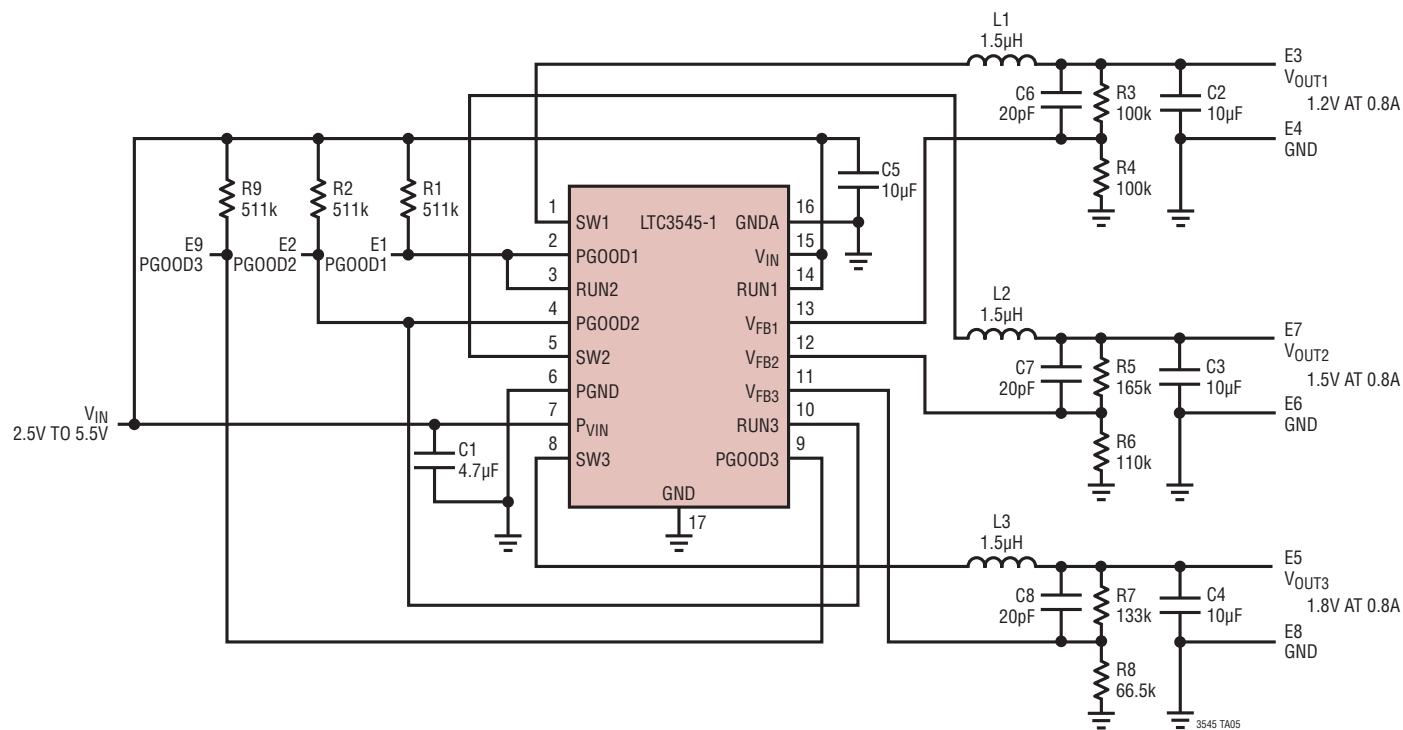 L1
1.5µH
E3
VOUT1
1.2V AT 0.8A
C6
20pF
R3
100k
C2
10µF
E4
GND
R4
100k
C5
10µF
R9
511k
R2
511k
R1
511k
E9
PGOOD3
E2
PGOOD2
E1
PGOOD1
LTC3545-1
1
SW1
2
PGOOD1
3
RUN2
4
PGOOD2
5
SW2
6
PGND
7
PVIN
8
SW3
16
GNDA
15
VIN
14
RUN1
13
VFB1
12
VFB2
11
VFB3
10
RUN3
9
PGOOD3
GND
17
VIN
2.5V TO 5.5V
C1
4.7µF
L2
1.5µH
E7
VOUT2
1.5V AT 0.8A
C7
20pF
R5
165k
C3
10µF
E6
GND
R6
110k
L3
1.5µH
E5
VOUT3
1.8V AT 0.8A
C8
20pF
R7
133k
C4
10µF
E8
GND
R8
66.5k
3545 TA05